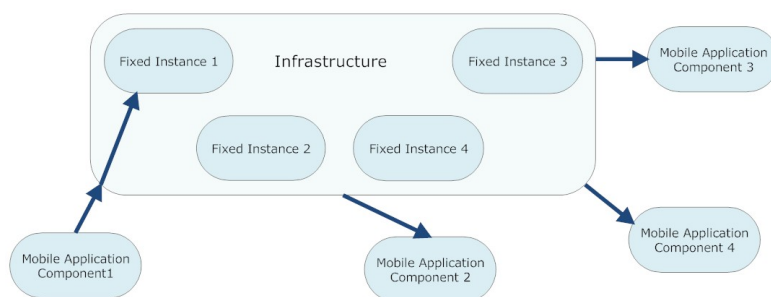 Fixed Instance 1
Infrastructure
Fixed Instance 3
Mobile Application
Component 3
Fixed Instance 2
Fixed Instance 4
Mobile Application
Component1
Mobile Application
Component 2
Mobile Application
Component 4